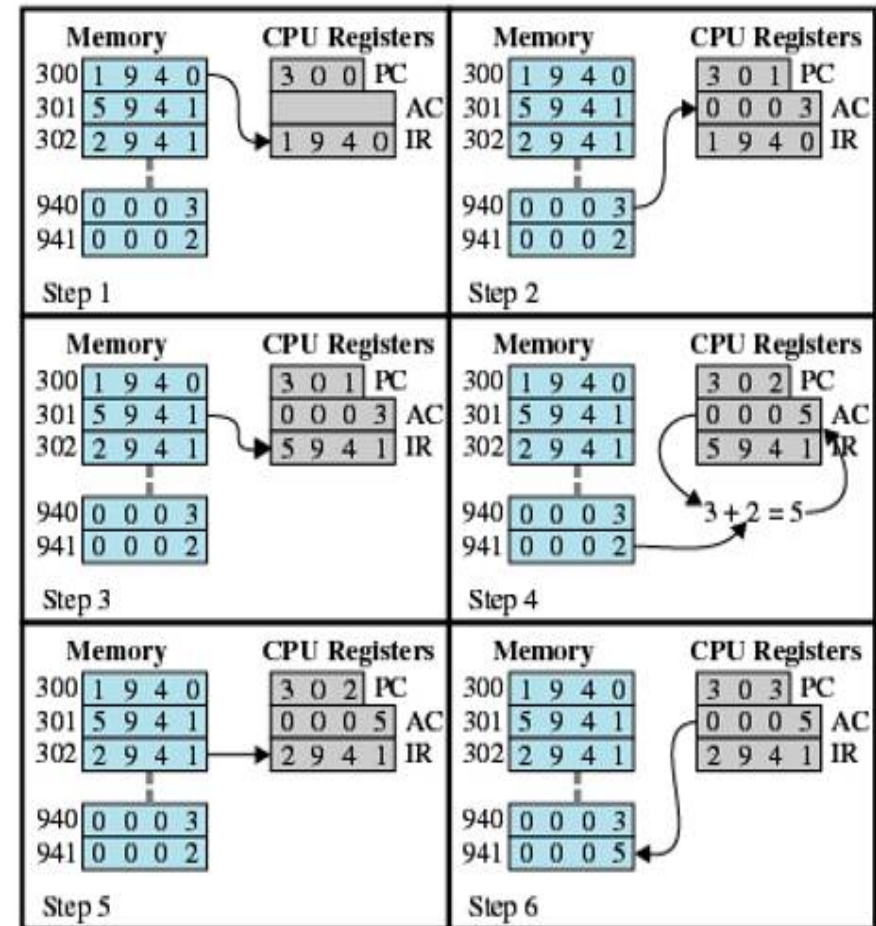 Memory CPU Registers
300 1 9 4 0 3 0 0 PC
301 5 9 4 1 AC
302 2 9 4 1 1 9 4 0 IR
940 0 0 0 3
941 0 0 0 2
Step 1
Memory CPU Registers
300 1 9 4 0 3 0 1 PC
301 5 9 4 1 0 0 0 3 AC
302 2 9 4 1 1 9 4 0 IR
940 0 0 0 3
941 0 0 0 2
Step 2
Memory CPU Registers
300 1 9 4 0 3 0 1 PC
301 5 9 4 1 0 0 0 3 AC
302 2 9 4 1 5 9 4 1 IR
940 0 0 0 3
941 0 0 0 2
Step 3
Memory CPU Registers
300 1 9 4 0 3 0 2 PC
301 5 9 4 1 0 0 0 5 AC
302 2 9 4 1 5 9 4 1 IR
940 0 0 0 3 3 + 2 = 5
941 0 0 0 2
Step 4
Memory CPU Registers
300 1 9 4 0 3 0 2 PC
301 5 9 4 1 0 0 0 5 AC
302 2 9 4 1 2 9 4 1 IR
940 0 0 0 3
941 0 0 0 2
Step 5
Memory CPU Registers
300 1 9 4 0 3 0 3 PC
301 5 9 4 1 0 0 0 5 AC
302 2 9 4 1 2 9 4 1 IR
940 0 0 0 3
941 0 0 0 5
Step 6